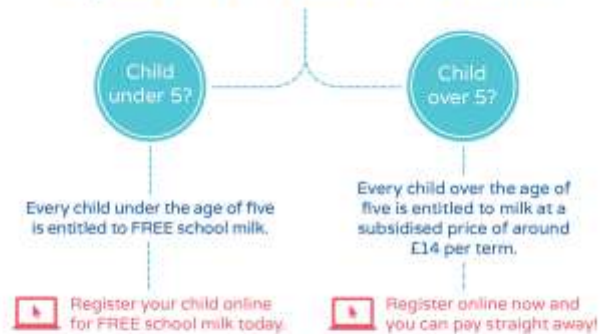 Child
under 5?
Child
over 5?
Every child under the age of five
is entitled to FREE school milk.
Every child over the age of
five is entitled to milk at a
subsidised price of around
£14 per term.
Register your child online
for FREE school milk today.
Register online now and
you can pay straight away!